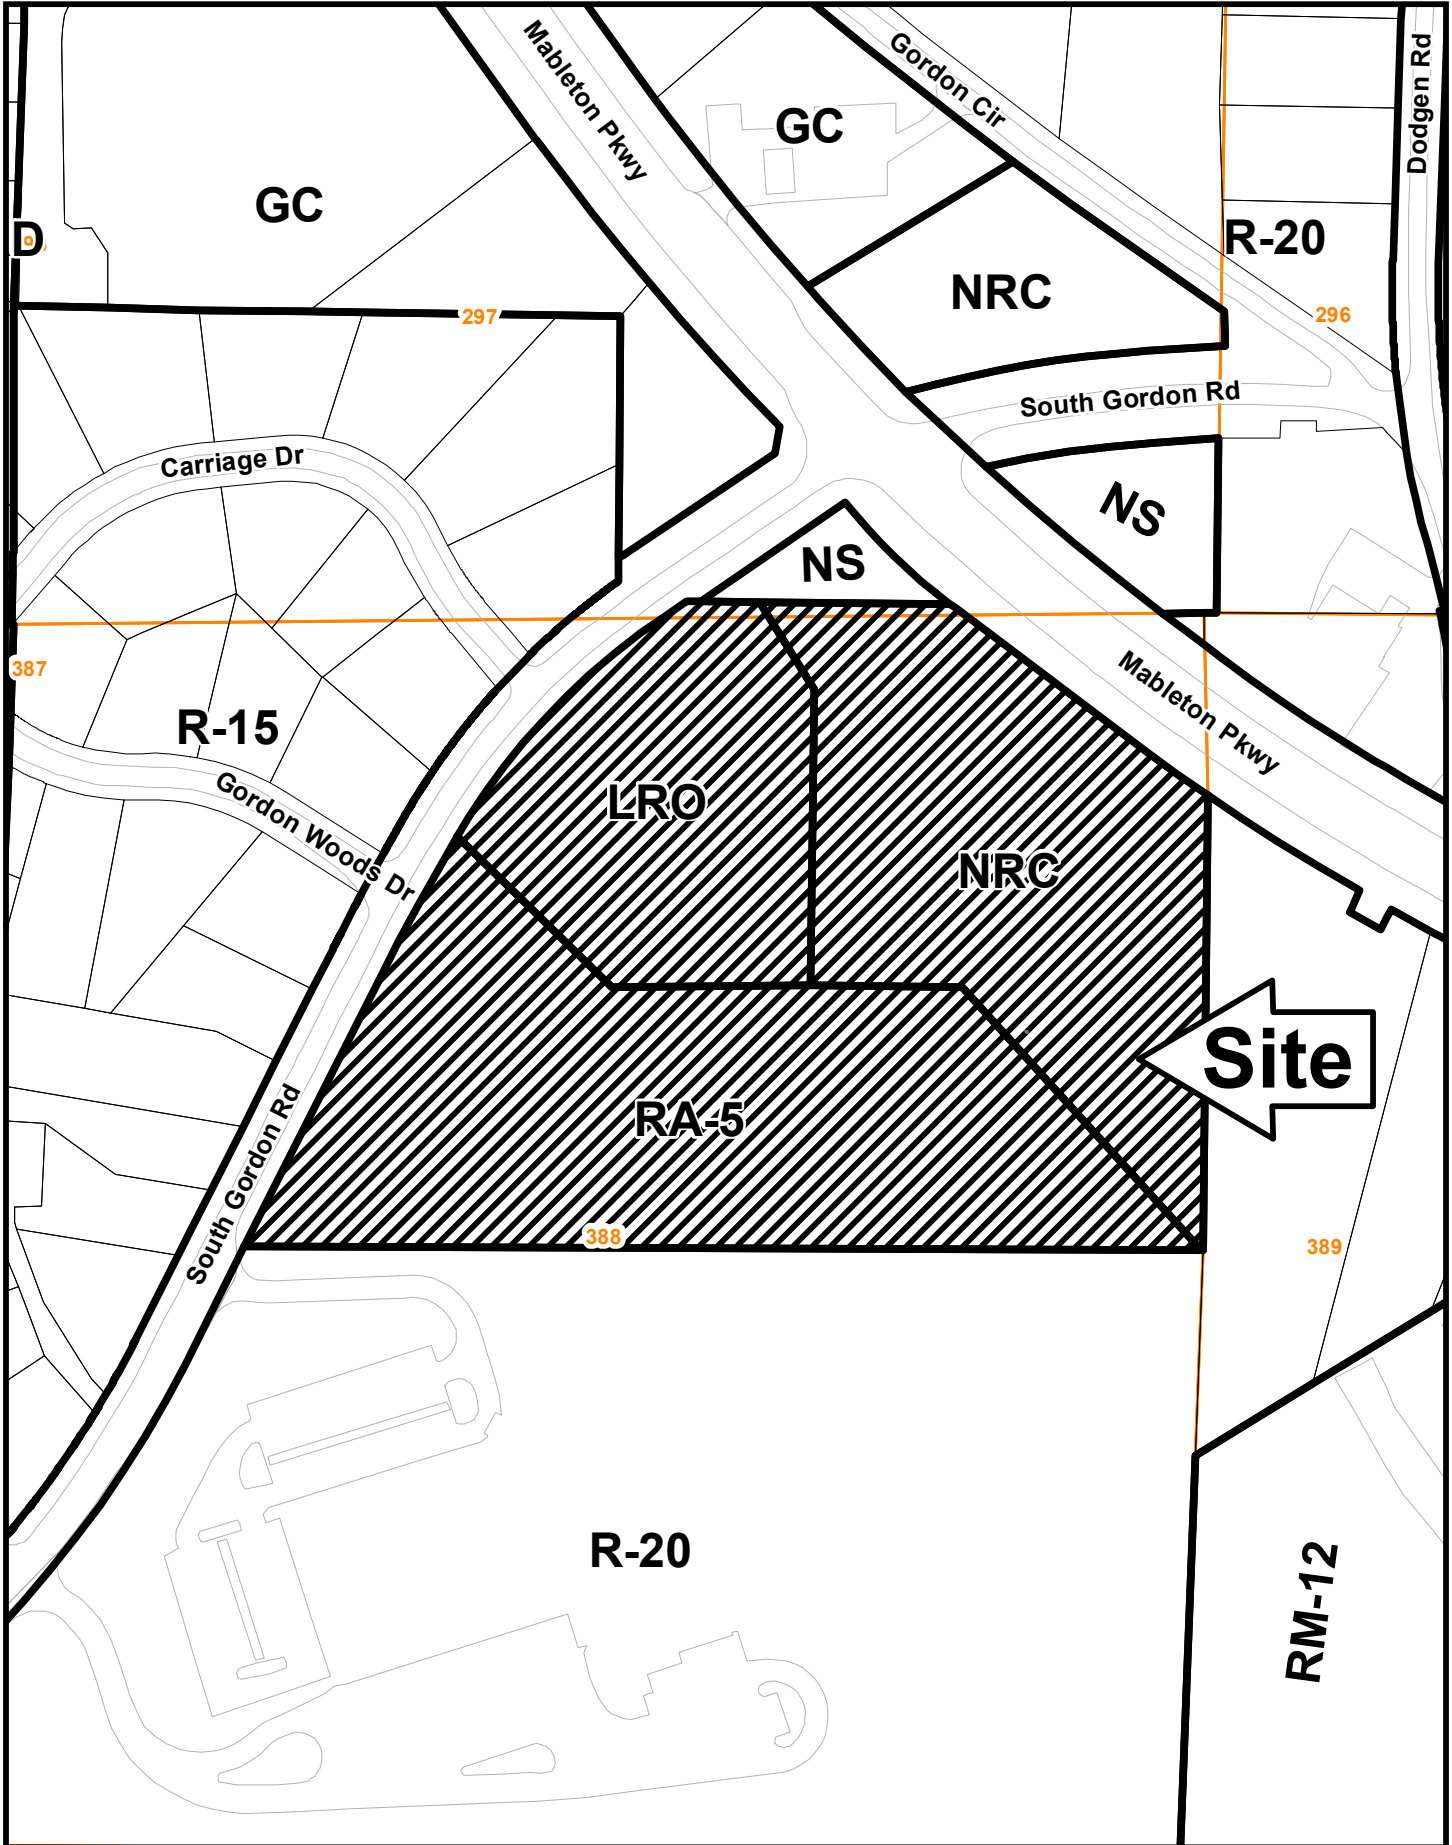 Mableton Pkwy
Gordon Cir
Dodgen Rd
GC
GC
D
R-20
NRC
297
296
South Gordon Rd
Carriage Dr
NS
NS
387
R-15
Mableton Pkwy
Gordon Woods Dr
LRO
NRC
Site
RA-5
South Gordon Rd
388
389
R-20
RM-12